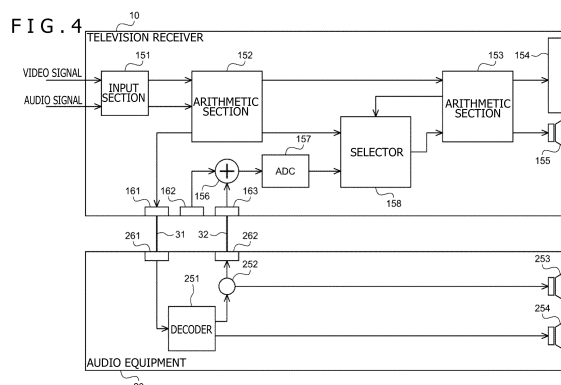 FIG.4
10
TELEVISION RECEIVER
151
152
153
154
VIDEO SIGNAL
AUDIO SIGNAL
INPUT
SECTION
ARITHMETIC
SECTION
ARITHMETIC
SECTION
157
155
SELECTOR
ADC
161
162
156
163
158
31
32
261
262
253
252
251
254
DECODER
AUDIO EQUIPMENT